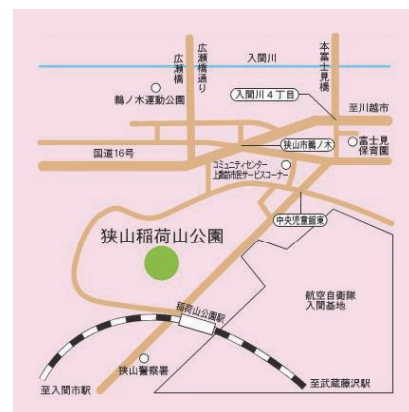 広瀬橋
広瀬橋通り
入間川
本富士見橋
鵜ノ木運動公園
入間川4丁目
至川越市
狭山市鵜ノ木
富士見
保育園
国道16号
コミュニティセンター
上諏訪市民サービスコーナー
中央児童館東
狭山稲荷山公園
航空自衛隊
入間基地
稲荷山公園駅
狭山警察署
至入間市駅
至武蔵藤沢駅